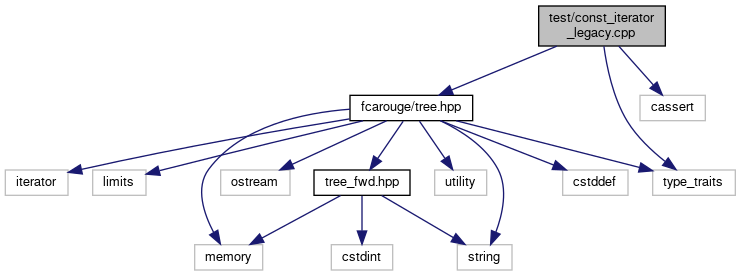 test/const_iterator
_legacy.cpp
fcarouge/tree.hpp
cassert
iterator
limits
ostream
tree_fwd.hpp
utility
cstddef
type_traits
memory
cstdint
string